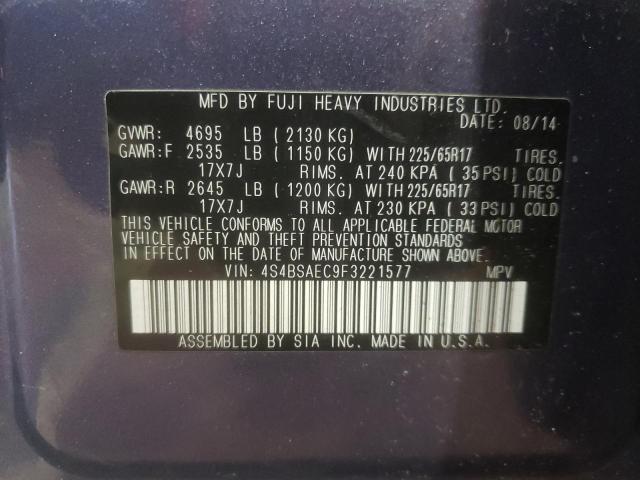 MFD BY FUJI HEAVY INDUSTRIES LTD.
DATE: 08/14
GVWR: 4695 LB (2130 KG)
GAWR:F 2535 LB (1150 KG) WITH 225/65R17 TIRES.
17X7J RIMS. AT 240 KPA (35 PSI) COLD
GAWR:R 2645 LB (1200 KG) WITH 225/65R17 TIRES.
17X7J RIMS. AT 230 KPA (33 PSI) COLD
THIS VEHICLE CONFORMS TO ALL APPLICABLE FEDERAL MOTOR
VEHICLE SAFETY AND THEFT PREVENTION STANDARDS
IN EFFECT ON THE DATE OF MANUFACTURE SHOWN ABOVE.
VIN: 4S4BSAEC9F3221577 MPV
ASSEMBLED BY SIA INC. MADE IN U.S.A.